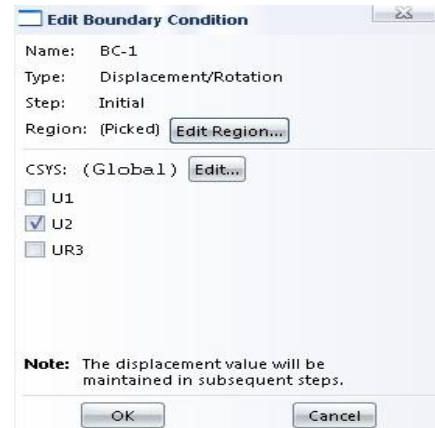 Edit Boundary Condition
Name: BC-1
Type: Displacement/Rotation
Step: Initial
Region: (Picked) Edit Region...
CSYS: (Global) Edit...
U1
U2
UR3
Note: The displacement value will be
maintained in subsequent steps.
OK Cancel